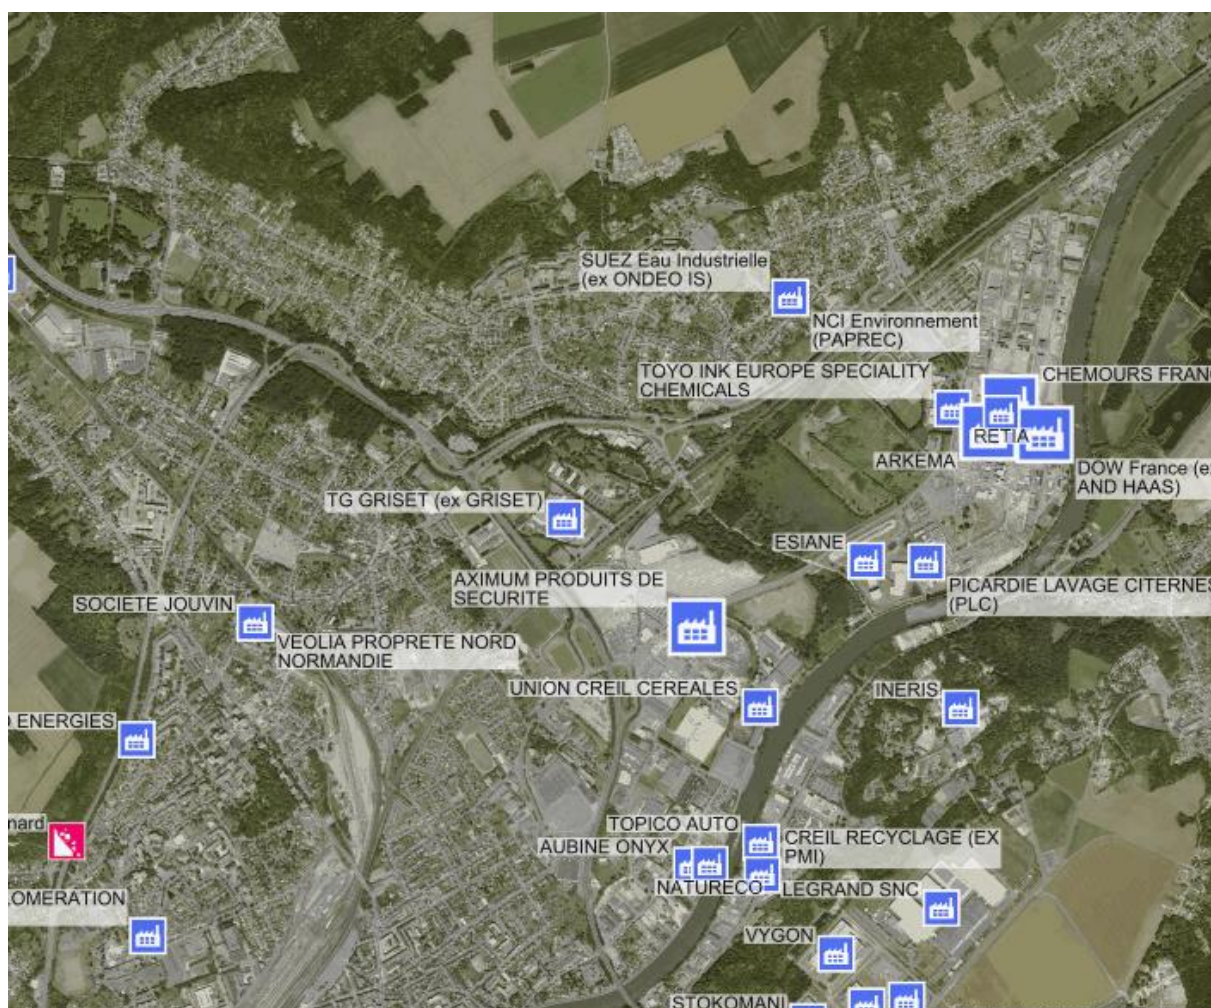 SUEZ Eau Industrielle
(ex ONDEO IS)
NCI Environnement
(PAPREC)
TOYO INK EUROPE SPECIALITY
CHEMICALS
CHEMOURS FRANC
RETIA
ARKEMA
DOW France (e
AND HAAS)
TG GRISET (ex GRISET)
ESIANE
AXIMUM PRODUITS DE
SECURITE
PICARDIE LAVAGE CITERNES
(PLC)
SOCIETE JOUVIN
VEOLIA PROPRETE NORD
NORMANDIE
UNION CREIL CEREALES
INERIS
ENERGIES
nard
TOPICO AUTO
CREIL RECYCLAGE (EX
PMI)
AUBINE ONYX
NATURECO
LEGRAND SNC
LOMERATION
VYGON
STOKOMANI